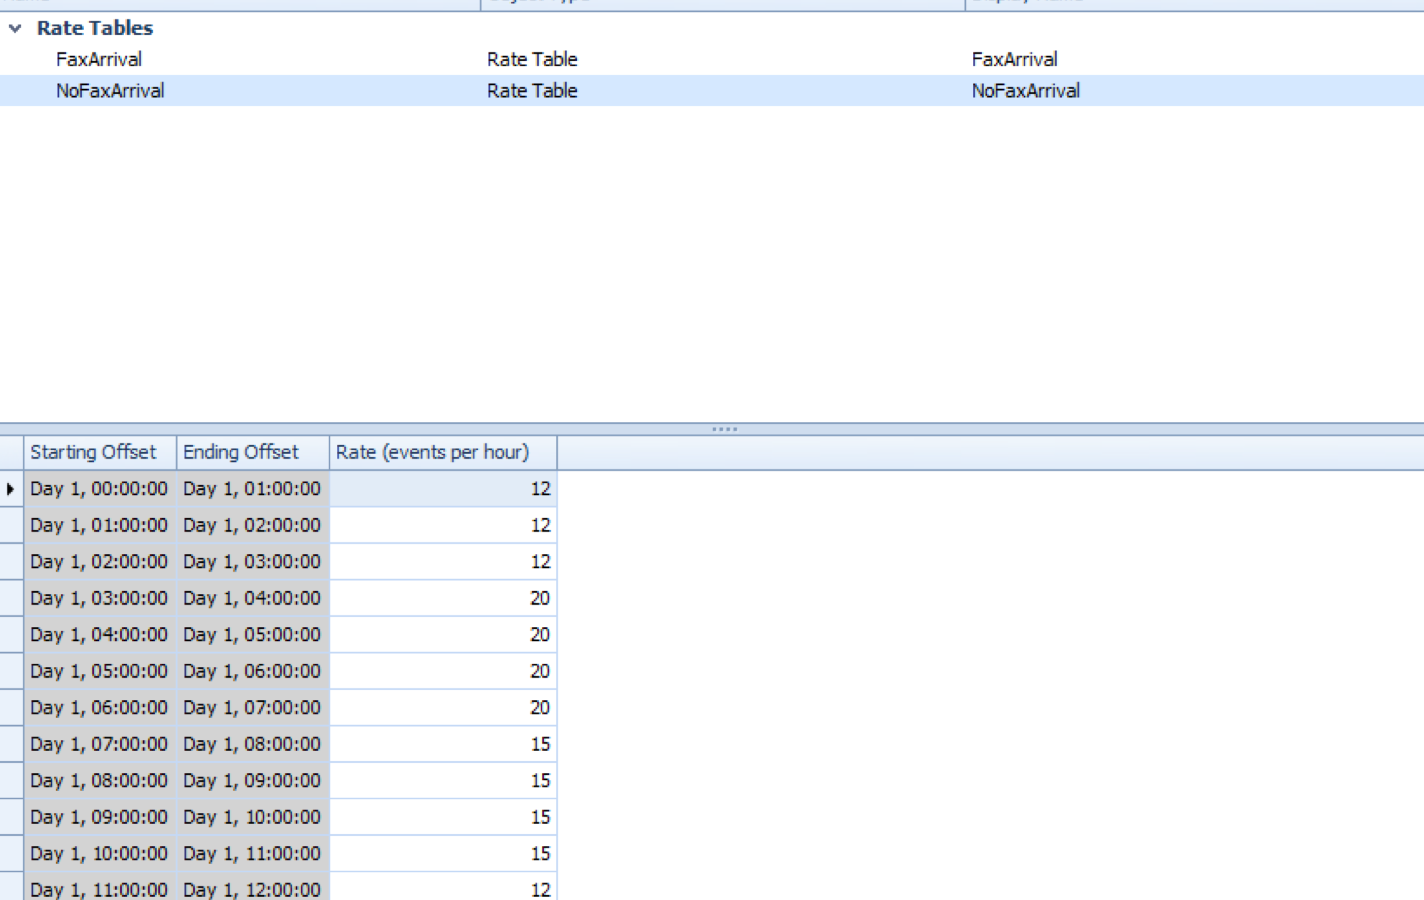 Rate Tables
FaxArrival Rate Table FaxArrival
NoFaxArrival Rate Table NoFaxArrival
Starting Offset Ending Offset Rate (events per hour)
Day 1, 00:00:00 Day 1, 01:00:00 12
Day 1, 01:00:00 Day 1, 02:00:00 12
Day 1, 02:00:00 Day 1, 03:00:00 12
Day 1, 03:00:00 Day 1, 04:00:00 20
Day 1, 04:00:00 Day 1, 05:00:00 20
Day 1, 05:00:00 Day 1, 06:00:00 20
Day 1, 06:00:00 Day 1, 07:00:00 20
Day 1, 07:00:00 Day 1, 08:00:00 15
Day 1, 08:00:00 Day 1, 09:00:00 15
Day 1, 09:00:00 Day 1, 10:00:00 15
Day 1, 10:00:00 Day 1, 11:00:00 15
Day 1, 11:00:00 Day 1, 12:00:00 12